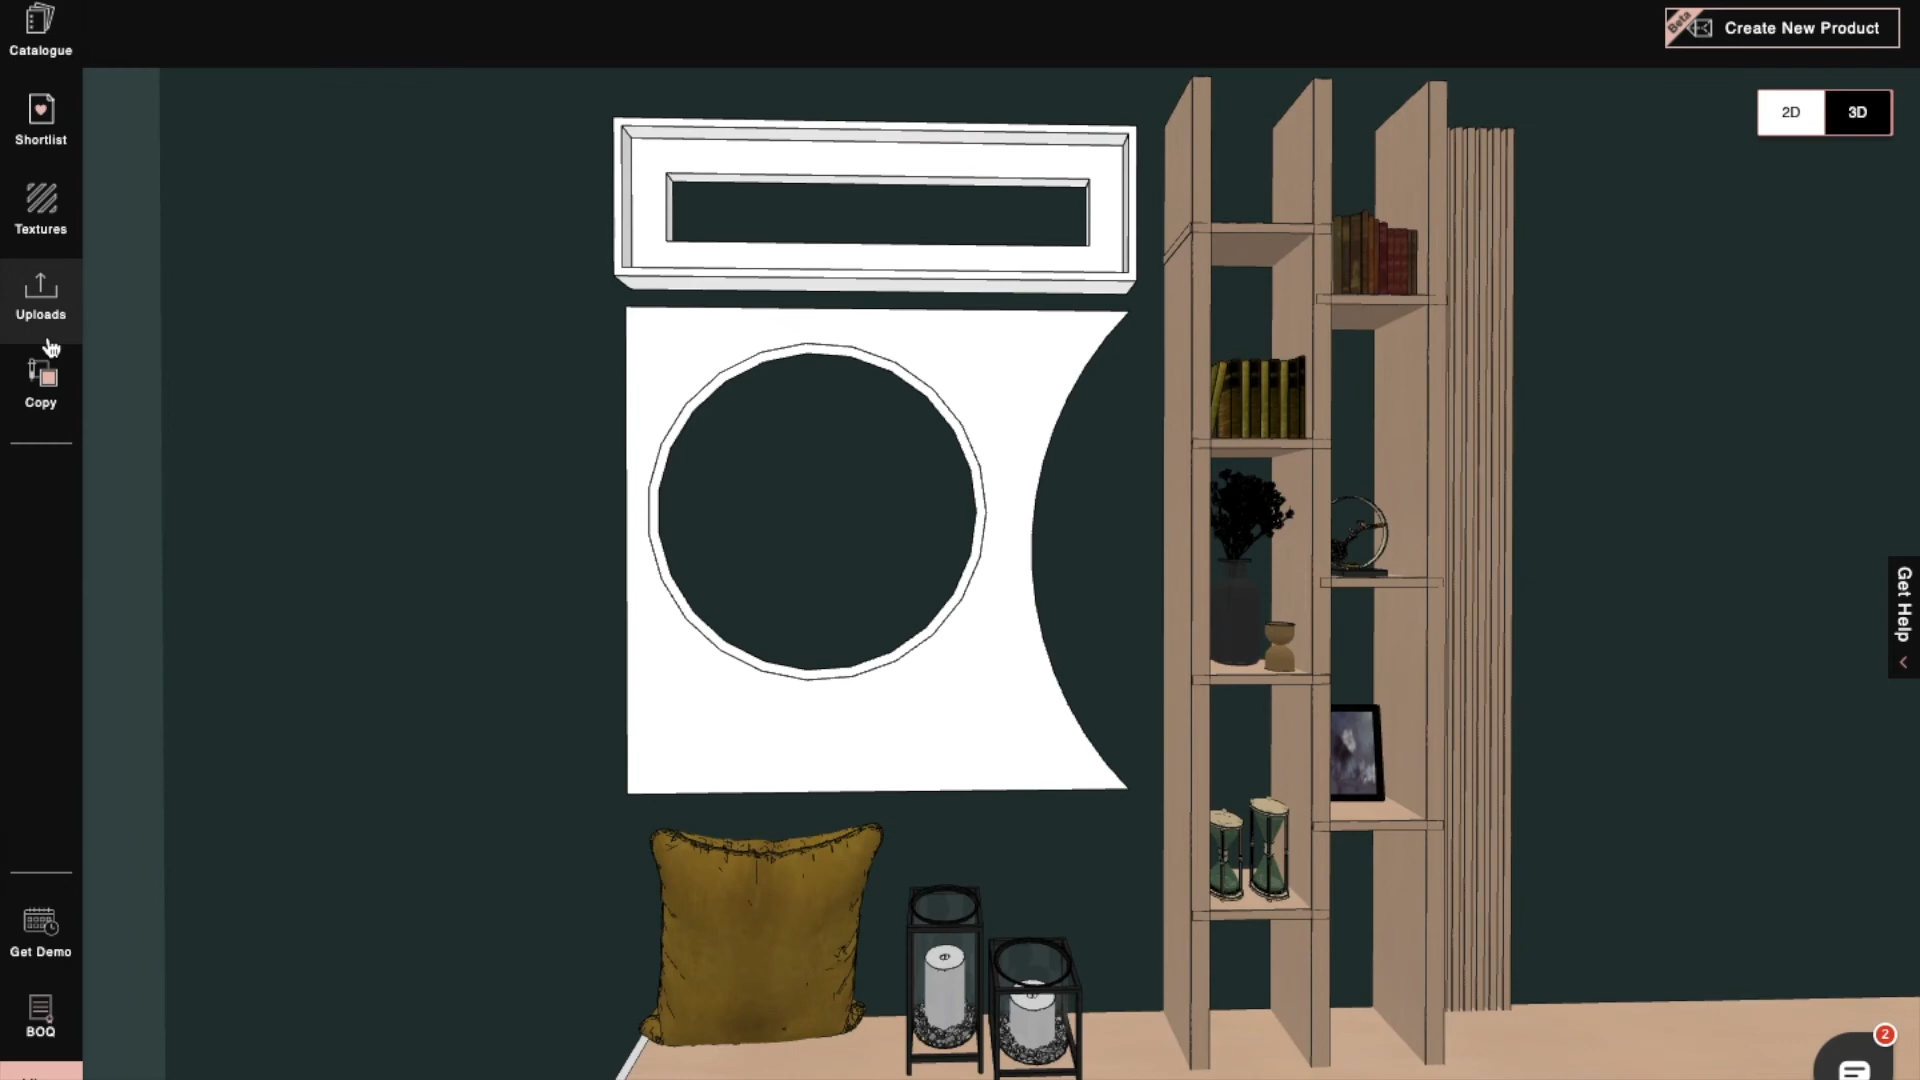 Catalogue
Beta
Create New Product
2D
3D
Shortlist
Textures
Uploads
Copy
Get Help
Get Demo
BOQ
2